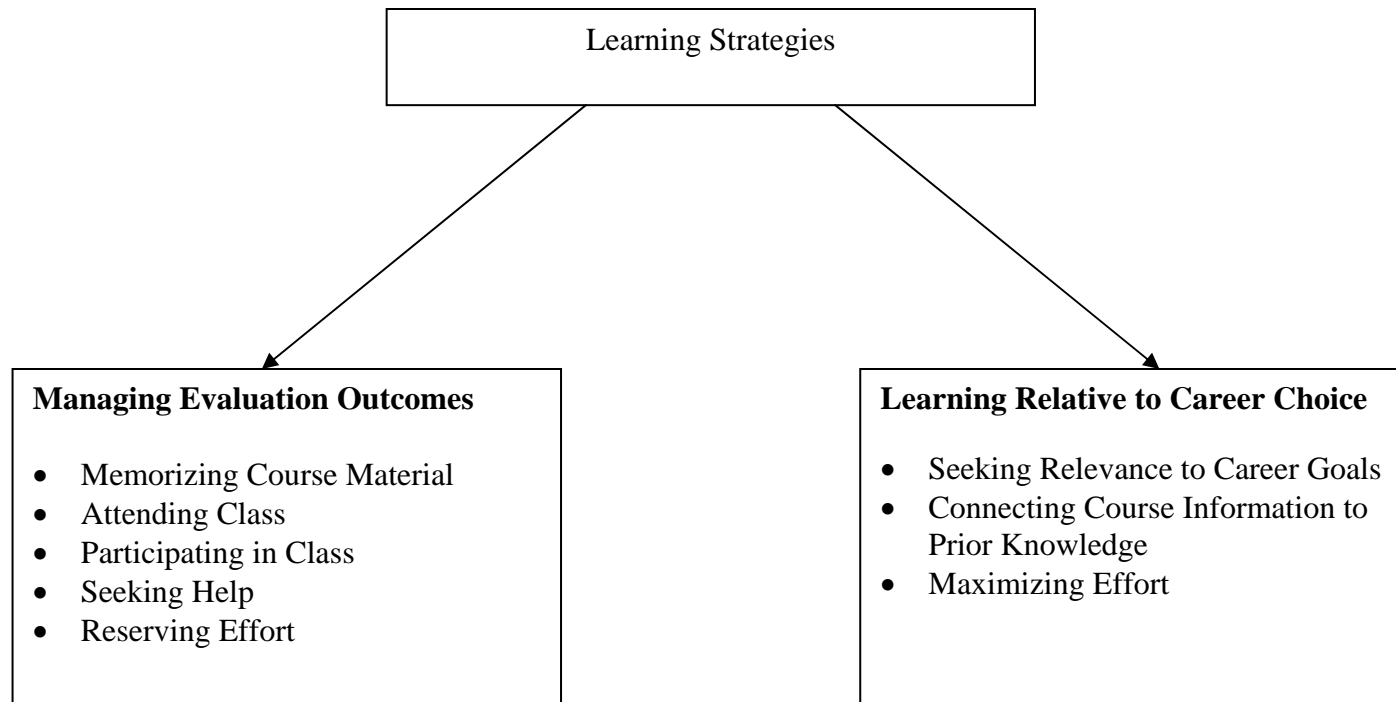 Learning Strategies
Managing Evaluation Outcomes
• Memorizing Course Material
• Attending Class
• Participating in Class
• Seeking Help
• Reserving Effort
Learning Relative to Career Choice
• Seeking Relevance to Career Goals
• Connecting Course Information to
Prior Knowledge
• Maximizing Effort